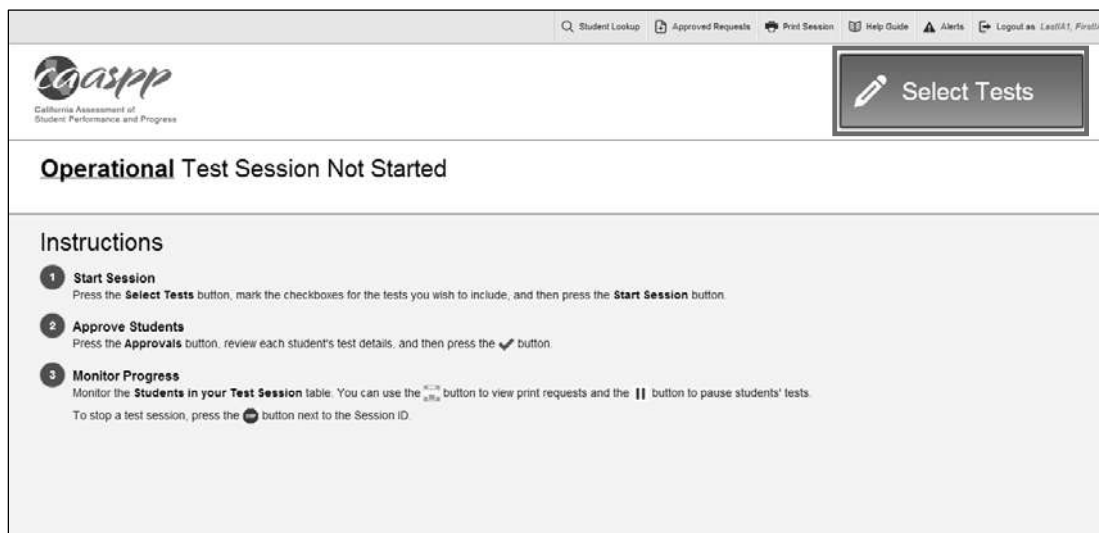 Student Lookup Approved Requests Print Session Help Guide Alerts Logout as
caaspp
California Assessment of
Student Performance and Progress
Select Tests
Operational Test Session Not Started
Instructions
1 Start Session
Press the Select Tests button, mark the checkboxes for the tests you wish to include, and then press the Start Session button.
2 Approve Students
Press the Approvals button, review each student's test details, and then press the button.
3 Monitor Progress
Monitor the Students in your Test Session table. You can use the button to view print requests and the button to pause students' tests.
To stop a test session, press the button next to the Session ID.